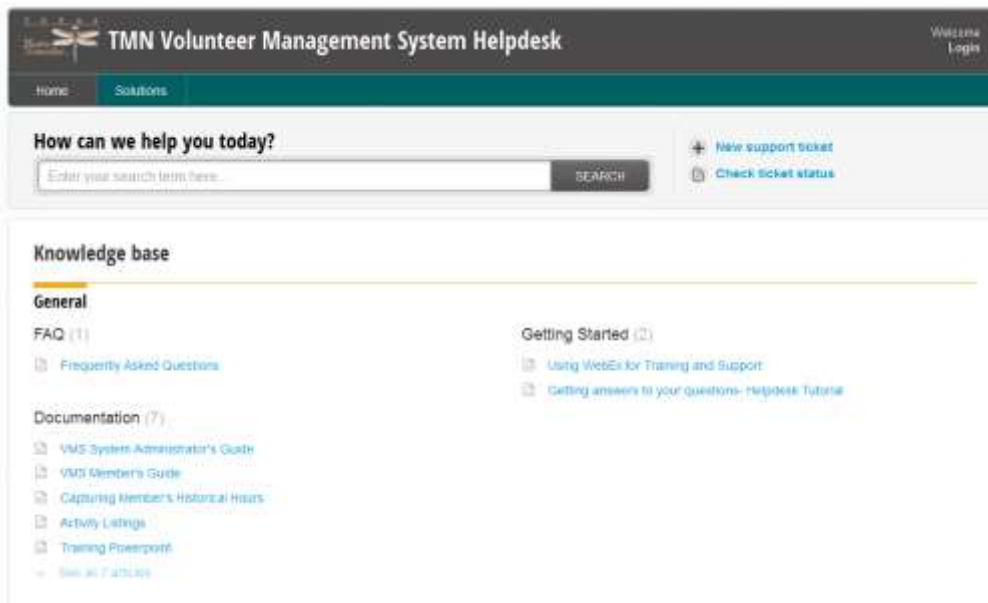 TMN Volunteer Management System Helpdesk
Welcome
Login
Home
Solutions
How can we help you today?
Enter your search term here...
SEARCH
New support ticket
Check ticket status
Knowledge base
General
FAQ (1)
Frequently Asked Questions
Getting Started (2)
Using WebEx for Training and Support
Getting answers to your questions- Helpdesk Tutorial
Documentation (7)
VMS System Administrator's Guide
VMS Member's Guide
Capturing Member's Historical Hours
Activity Listings
Training Powerpoint
See all 7 articles